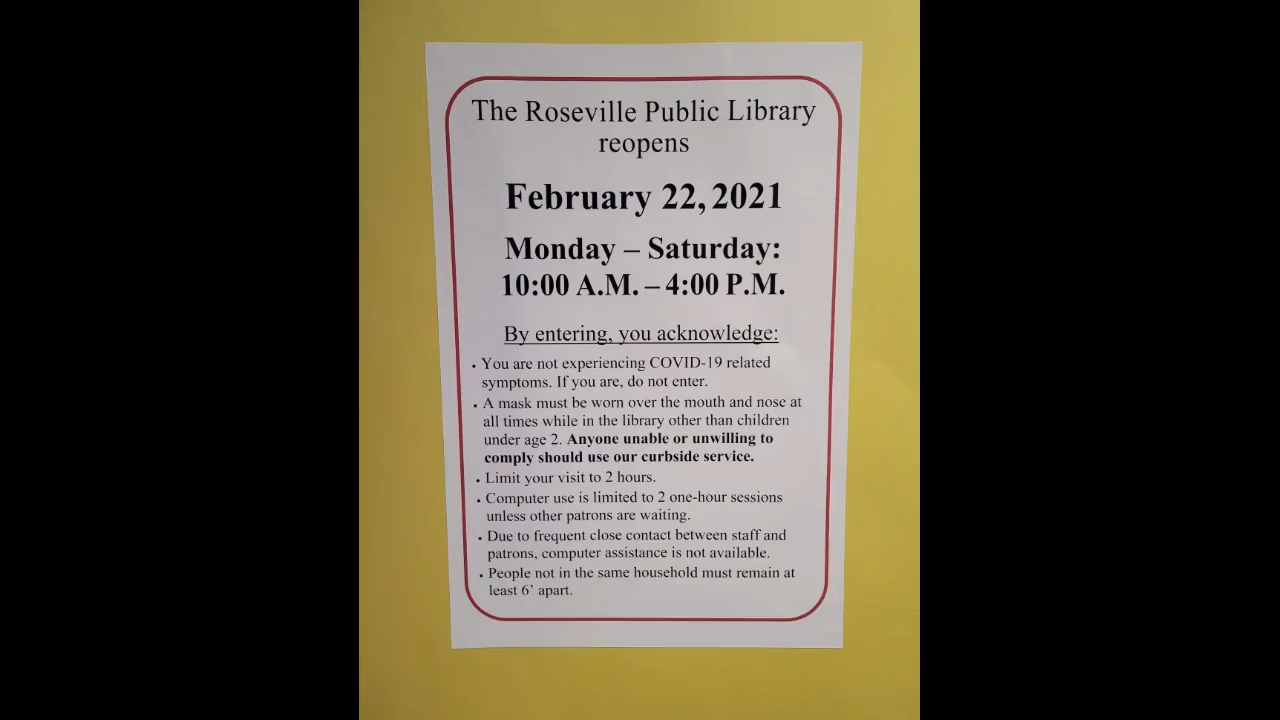 The Roseville Public Library
reopens
February 22, 2021
Monday – Saturday:
10:00 A.M. – 4:00 P.M.
By entering, you acknowledge:
• You are not experiencing COVID-19 related
symptoms. If you are, do not enter.
• A mask must be worn over the mouth and nose at
all times while in the library other than children
under age 2. Anyone unable or unwilling to
comply should use our curbside service.
• Limit your visit to 2 hours.
• Computer use is limited to 2 one-hour sessions
unless other patrons are waiting.
• Due to frequent close contact between staff and
patrons, computer assistance is not available.
• People not in the same household must remain at
least 6’ apart.